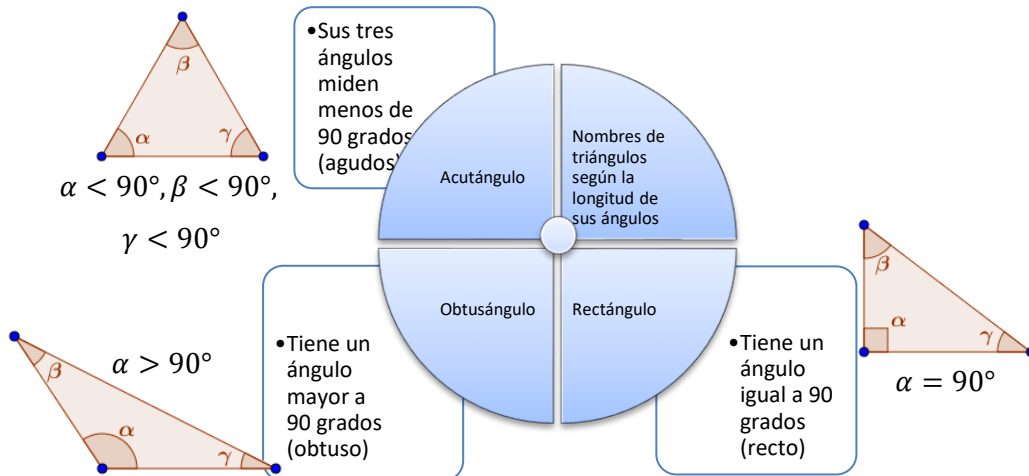 •Sus tres
ángulos
miden
menos de
90 grados
(agudos)
β
α
γ
α < 90°, β < 90°,
γ < 90°
Acutángulo
Nombres de
triángulos
según la
longitud de
sus ángulos
Obtusángulo
Rectángulo
β
α
γ
α > 90°
•Tiene un
ángulo
mayor a
90 grados
(obtuso)
•Tiene un
ángulo
igual a 90
grados
(recto)
β
α
γ
α = 90°